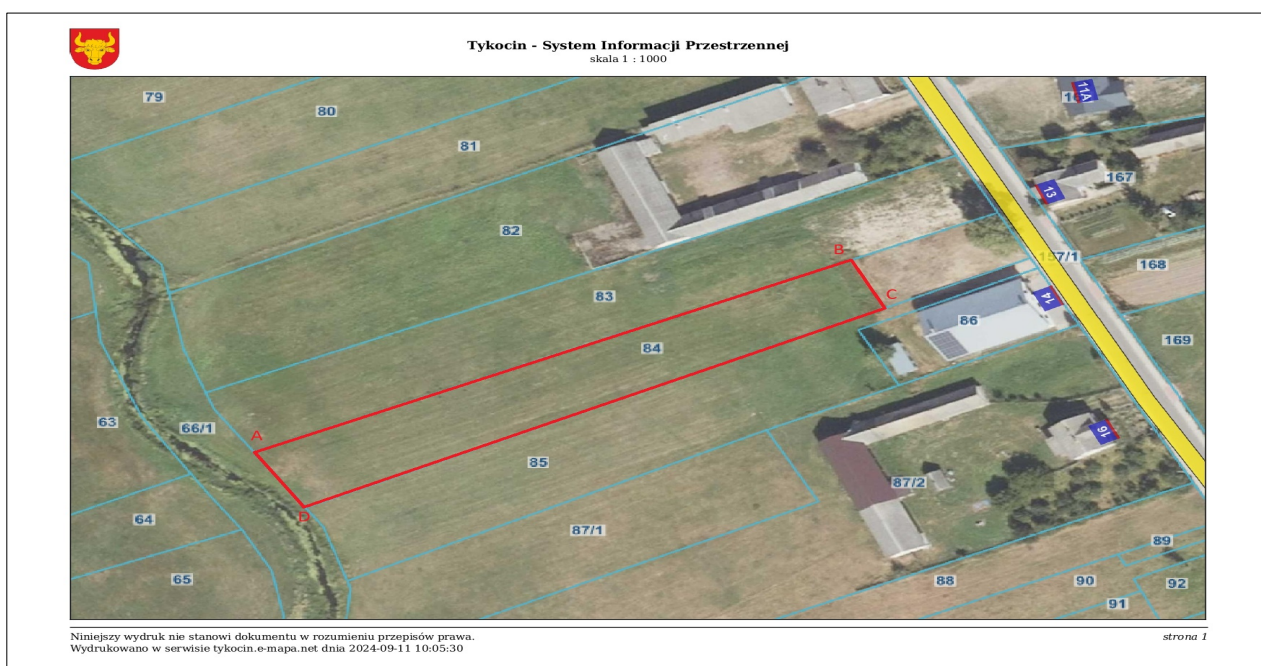 Tykocin - System Informacji Przestrzennej
skala 1 : 1000
79
80
81
82
83
84
85
86
87/1
87/2
88
89
90
91
92
63
64
65
66/1
A
B
C
D
11A
13
14
16
157/1
167
168
169
Niniejszy wydruk nie stanowi dokumentu w rozumieniu przepisów prawa.
strona 1
Wydrukowano w serwisie tykocin.e-mapa.net dnia 2024-09-11 10:05:30